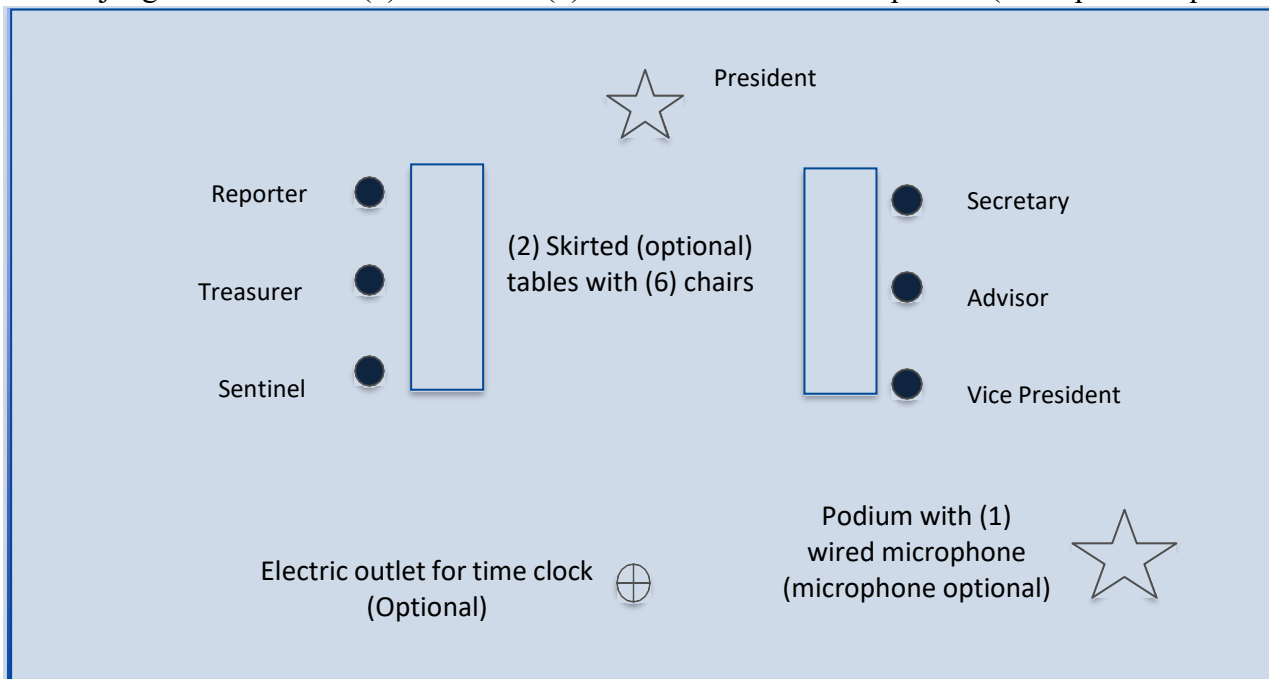 President
Reporter
Secretary
(2) Skirted (optional)
tables with (6) chairs
Treasurer
Advisor
Sentinel
Vice President
Podium with (1)
wired microphone
(microphone optional)
Electric outlet for time clock
(Optional)